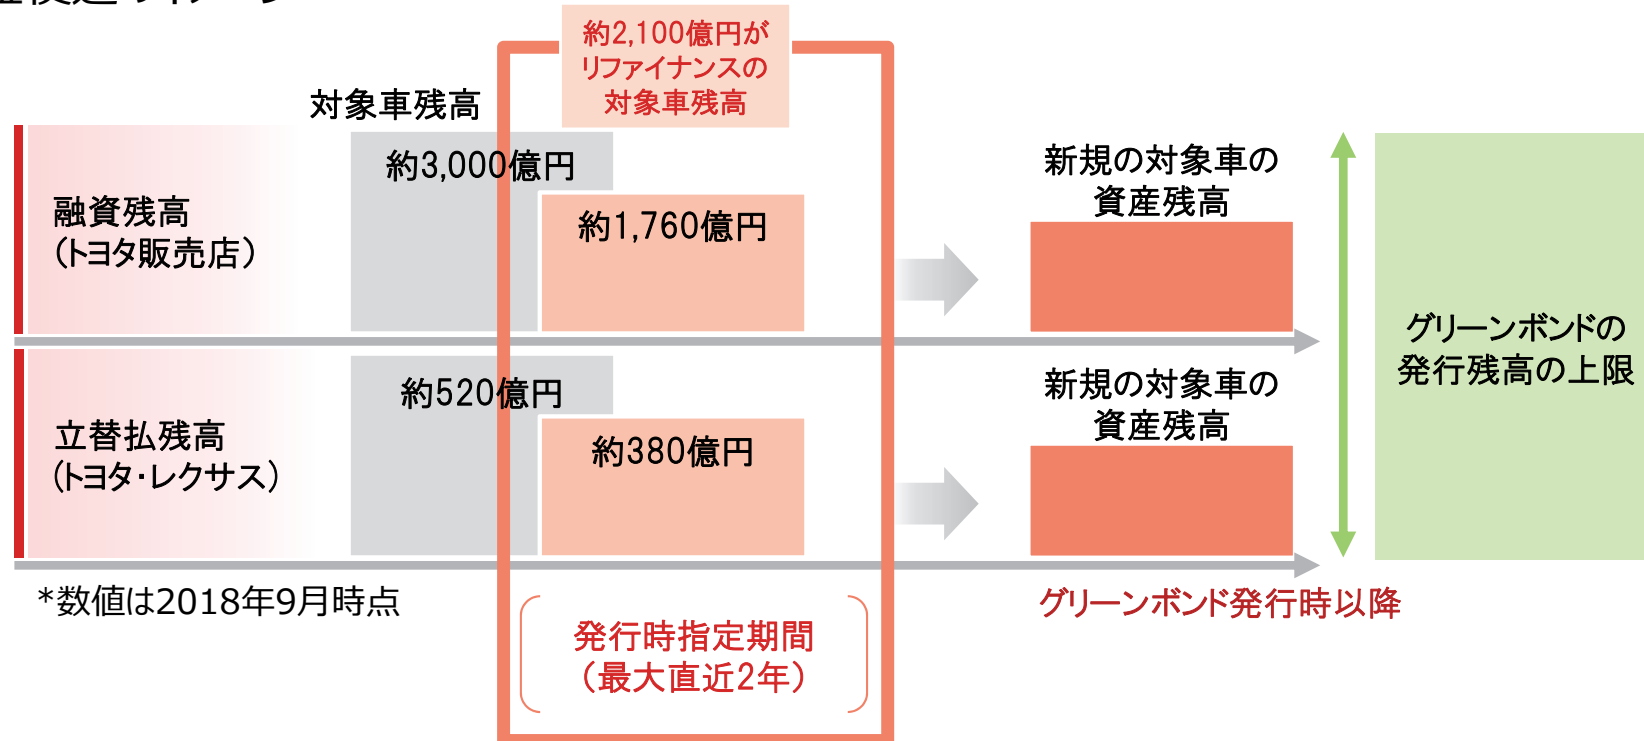 約2,100億円が
リファイナンスの
対象車残高
対象車残高
約3,000億円
融資残高
(トヨタ販売店)
約1,760億円
新規の対象車の
資産残高
グリーンボンドの
発行残高の上限
約520億円
立替払残高
(トヨタ・レクサス)
約380億円
新規の対象車の
資産残高
*数値は2018年9月時点
グリーンボンド発行時以降
発行時指定期間
(最大直近2年)